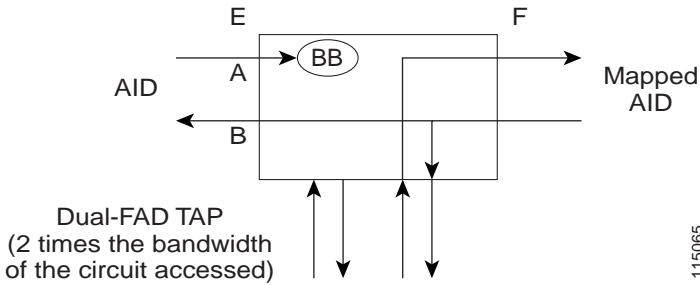 E
F
BB
A
AID
Mapped
AID
B
Dual-FAD TAP
(2 times the bandwidth
of the circuit accessed)
115065